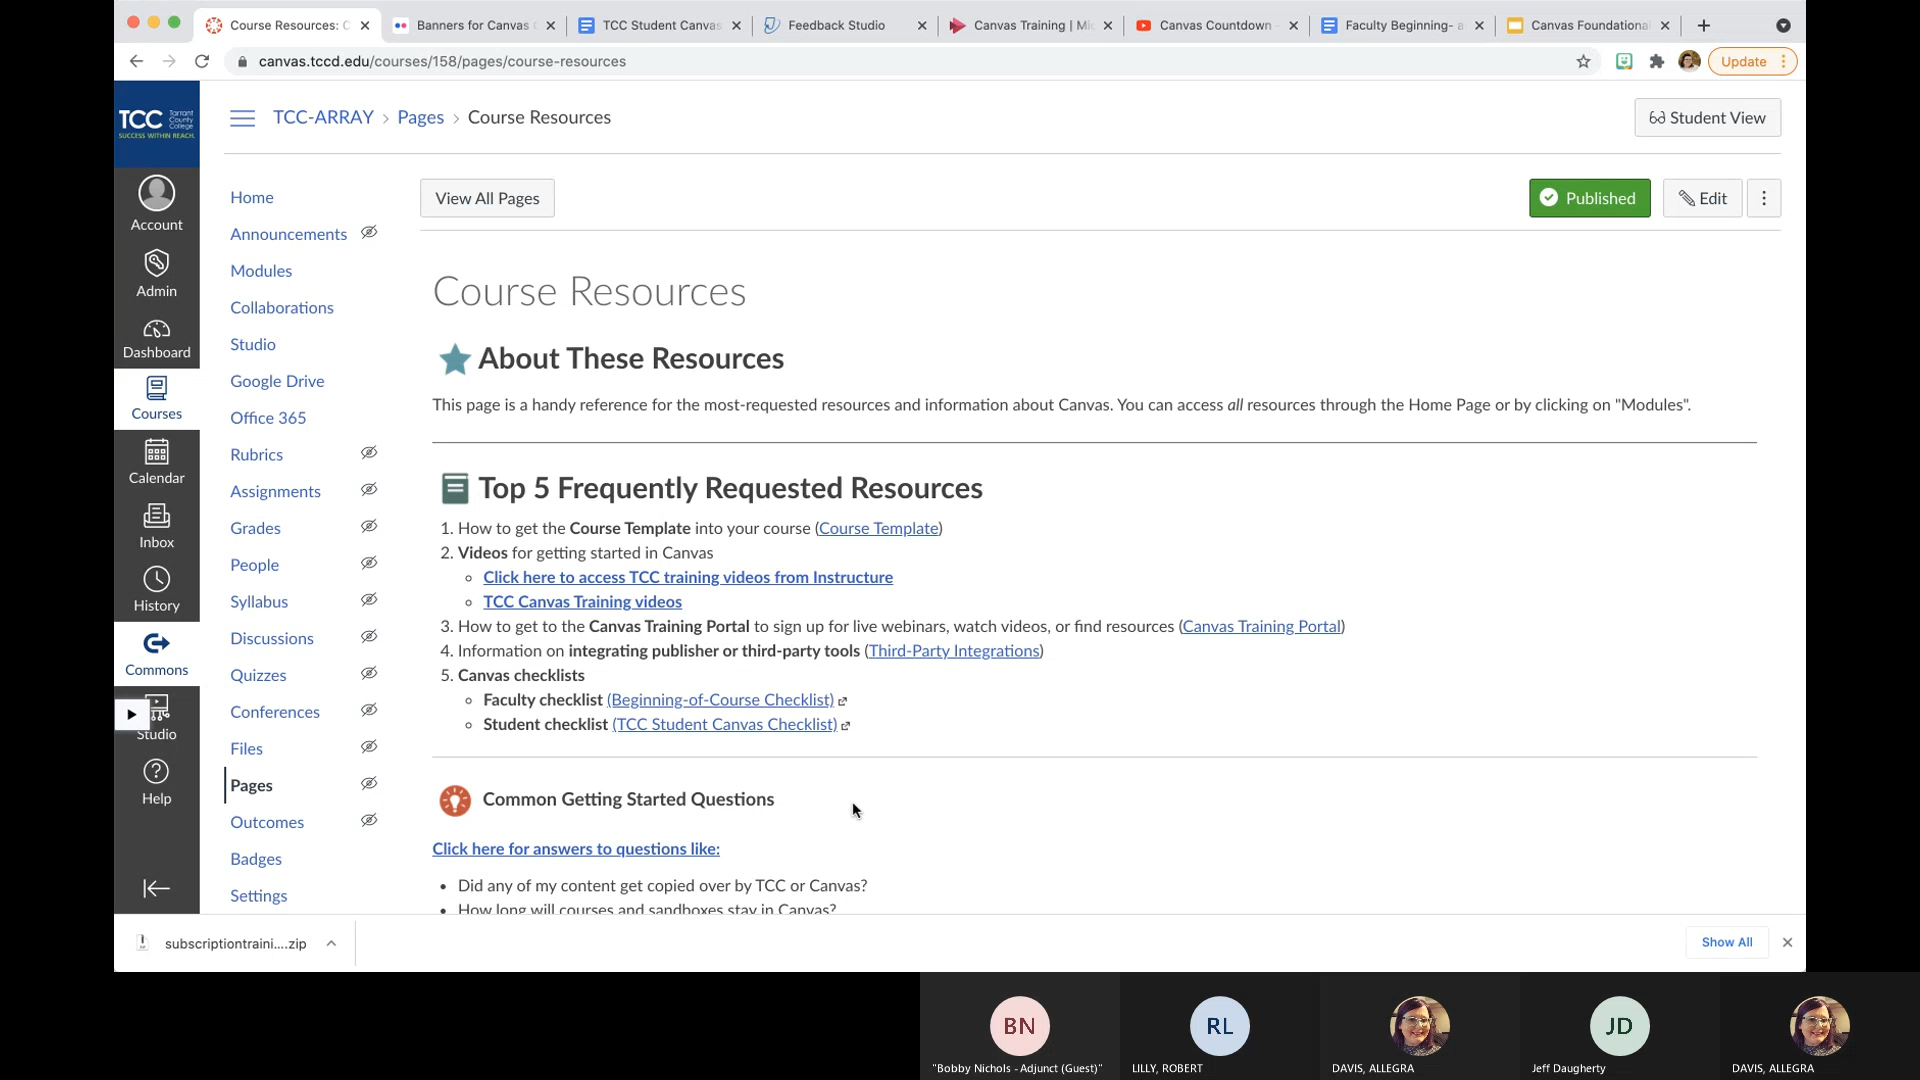 Course Resources: C
Banners for Canvas C
TCC Student Canvas
Feedback Studio
Canvas Training | Mic
Canvas Countdown -
Faculty Beginning- a
Canvas Foundational
canvas.tccd.edu/courses/158/pages/course-resources
Update
TCC Tarrant County College
SUCCESS WITHIN REACH.
TCC-ARRAY › Pages › Course Resources
Student View
Account
Admin
Dashboard
Courses
Calendar
Inbox
History
Commons
Studio
Help
Home
Announcements
Modules
Collaborations
Studio
Google Drive
Office 365
Rubrics
Assignments
Grades
People
Syllabus
Discussions
Quizzes
Conferences
Files
Pages
Outcomes
Badges
Settings
View All Pages
Published
Edit
Course Resources
About These Resources
This page is a handy reference for the most-requested resources and information about Canvas. You can access all resources through the Home Page or by clicking on "Modules".
Top 5 Frequently Requested Resources
1. How to get the Course Template into your course (Course Template)
2. Videos for getting started in Canvas
Click here to access TCC training videos from Instructure
TCC Canvas Training videos
3. How to get to the Canvas Training Portal to sign up for live webinars, watch videos, or find resources (Canvas Training Portal)
4. Information on integrating publisher or third-party tools (Third-Party Integrations)
5. Canvas checklists
Faculty checklist (Beginning-of-Course Checklist)
Student checklist (TCC Student Canvas Checklist)
Common Getting Started Questions
Click here for answers to questions like:
• Did any of my content get copied over by TCC or Canvas?
• How long will courses and sandboxes stay in Canvas?
subscriptiontraini....zip
Show All
BN
RL
JD
"Bobby Nichols - Adjunct (Guest)"
LILLY, ROBERT
DAVIS, ALLEGRA
Jeff Daugherty
DAVIS, ALLEGRA